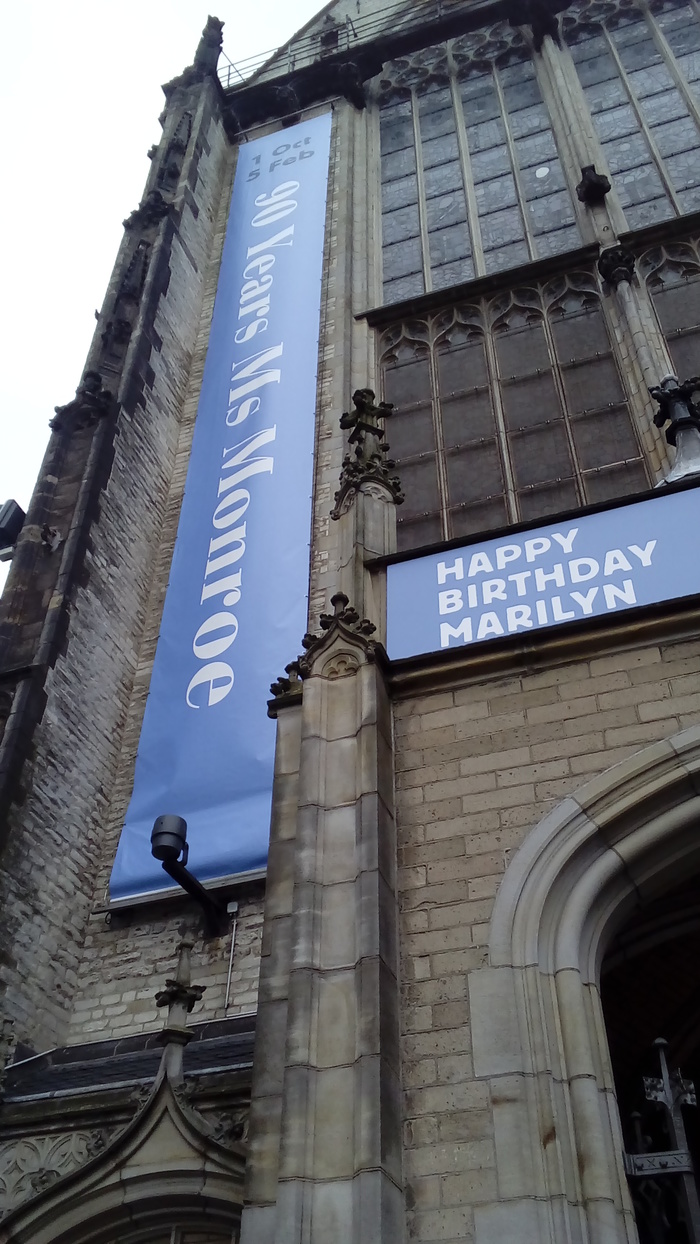 1 Oct
5 Feb
90 Years Ms Monroe
HAPPY
BIRTHDAY
MARILYN